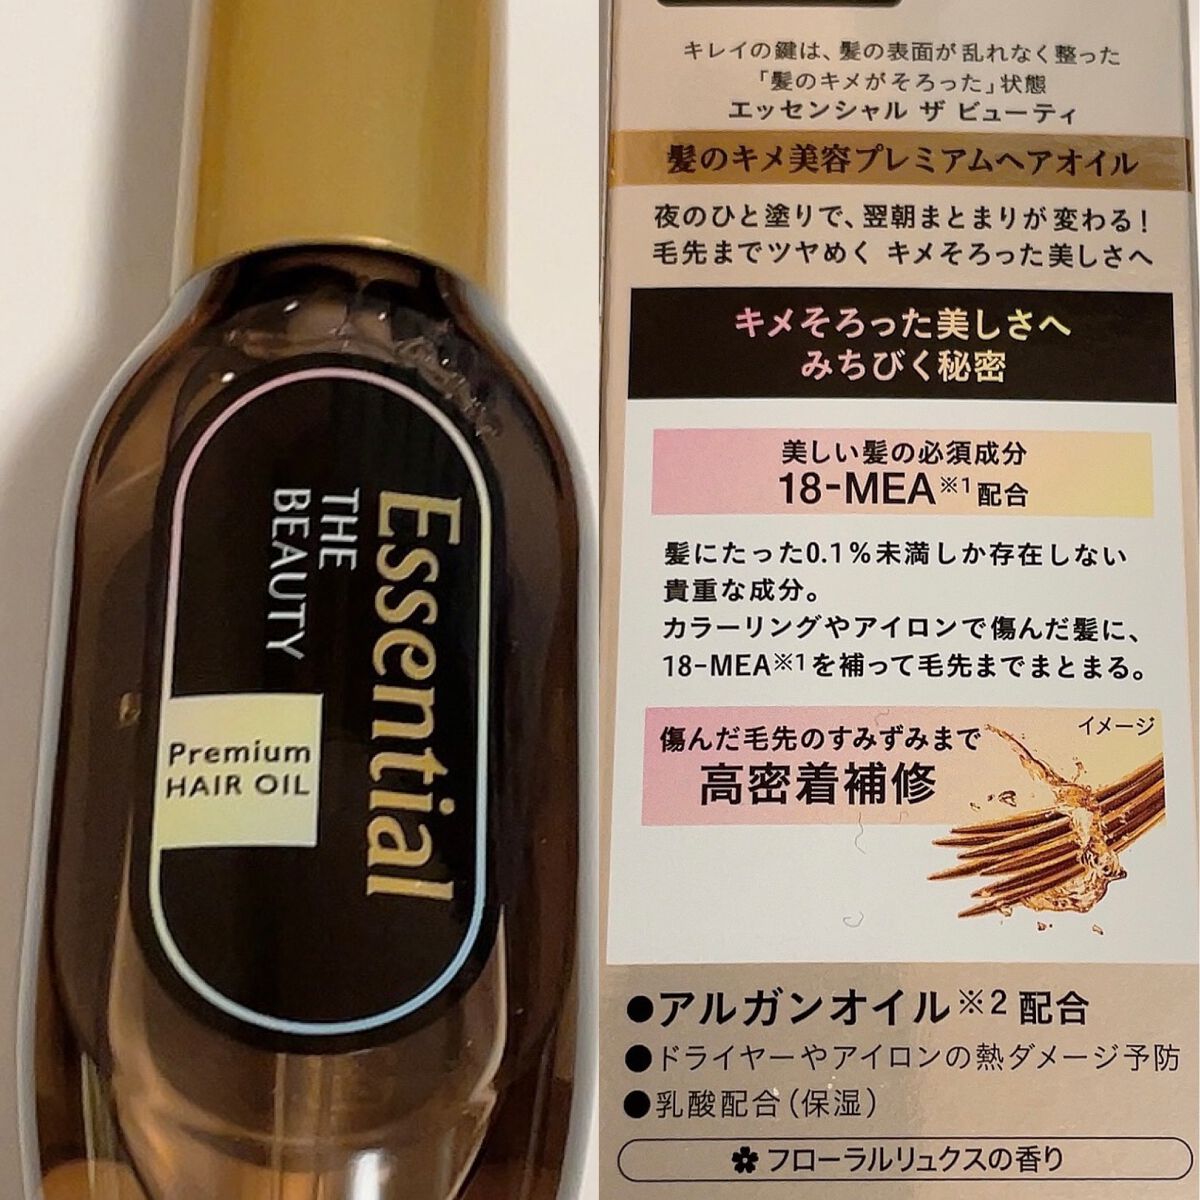 Essential
THE
BEAUTY
Premium
HAIR OIL
キレイの鍵は、髪の表面が乱れなく整った
「髪のキメがそろった」状態
エッセンシャル ザ ビューティ
髪のキメ美容プレミアムヘアオイル
夜のひと塗りで、翌朝まとまりが変わる!
毛先までツヤめく キメそろった美しさへ
キメそろった美しさへ
みちびく秘密
美しい髪の必須成分
18-MEA※1配合
髪にたった0.1%未満しか存在しない
貴重な成分。
カラーリングやアイロンで傷んだ髪に、
18-MEA※1を補って毛先までまとまる。
イメージ
傷んだ毛先のすみずみまで
高密着補修
●アルガンオイル※2 配合
●ドライヤーやアイロンの熱ダメージ予防
●乳酸配合(保湿)
フローラルリュクスの香り